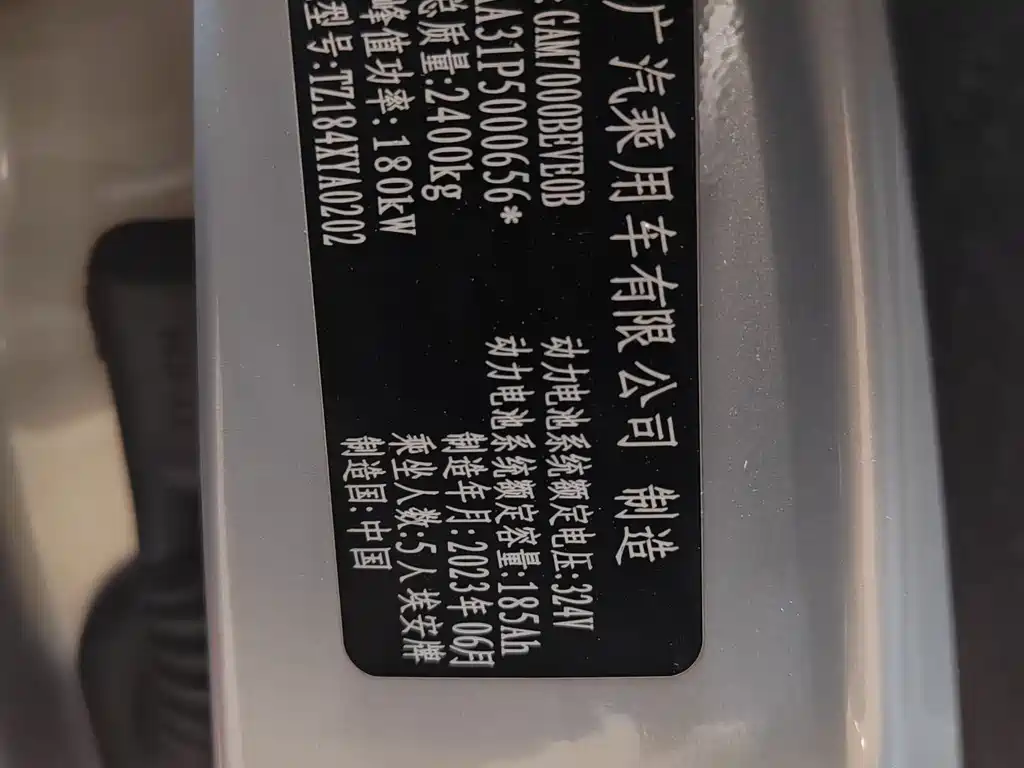 广汽乘用车有限公司 制造
:GAM7000BEVE0B 动力电池系统额定电压:324V
AA31P5000656* 动力电池系统额定容量:185Ah
总质量:2400kg 制造年月:2023年06月
峰值功率:180kW 乘坐人数:5人 埃安牌
型号:TZ184XYA0202 制造国:中国